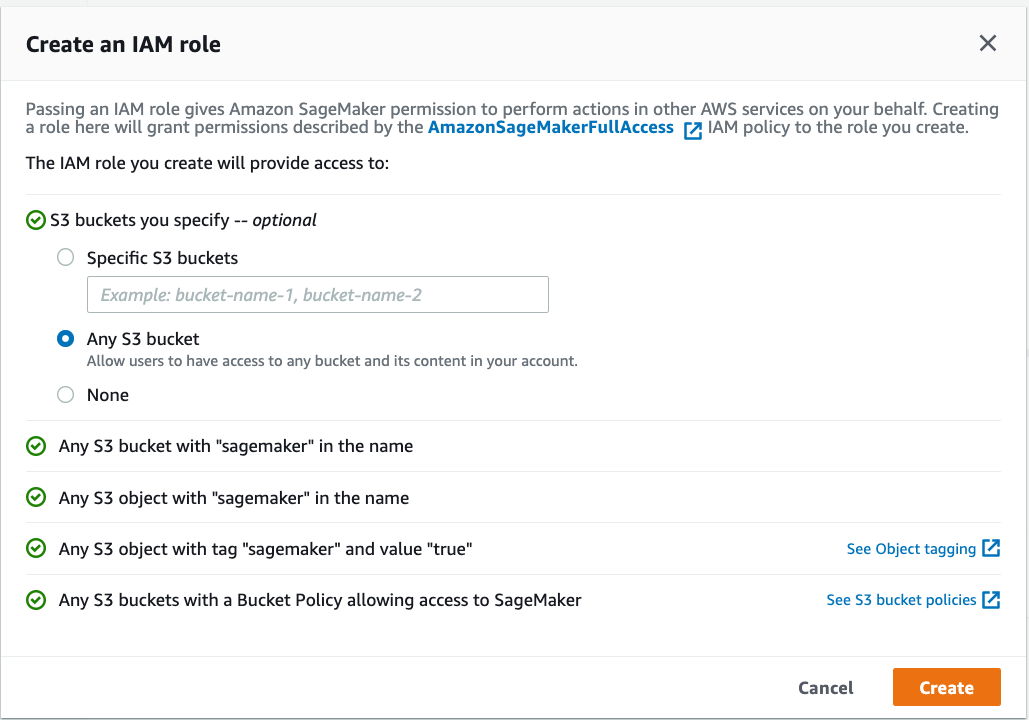 Create an IAM role
Passing an IAM role gives Amazon SageMaker permission to perform actions in other AWS services on your behalf. Creating
a role here will grant permissions described by the AmazonSageMakerFullAccess IAM policy to the role you create.
The IAM role you create will provide access to:
S3 buckets you specify -- optional
Specific S3 buckets
Example: bucket-name-1, bucket-name-2
Any S3 bucket
Allow users to have access to any bucket and its content in your account.
None
Any S3 bucket with "sagemaker" in the name
Any S3 object with "sagemaker" in the name
Any S3 object with tag "sagemaker" and value "true" See Object tagging
Any S3 buckets with a Bucket Policy allowing access to SageMaker See S3 bucket policies
Cancel Create